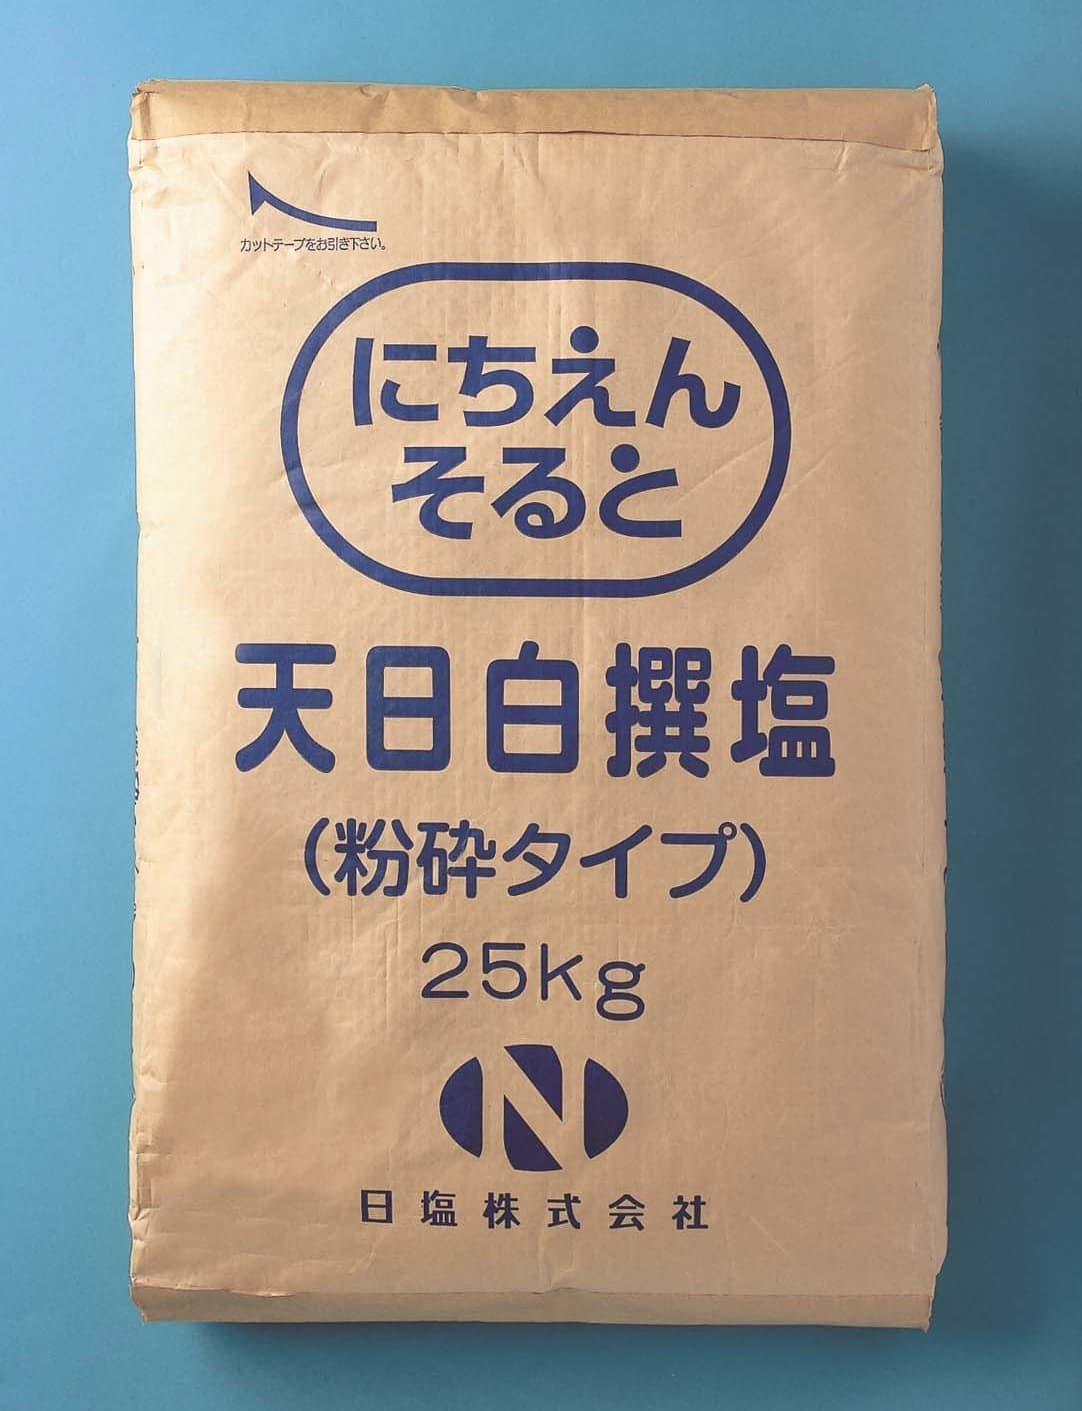 カットテープをお引き下さい。
にちえん
そると
天日白撰塩
(粉砕タイプ)
25kg
N
日塩株式会社